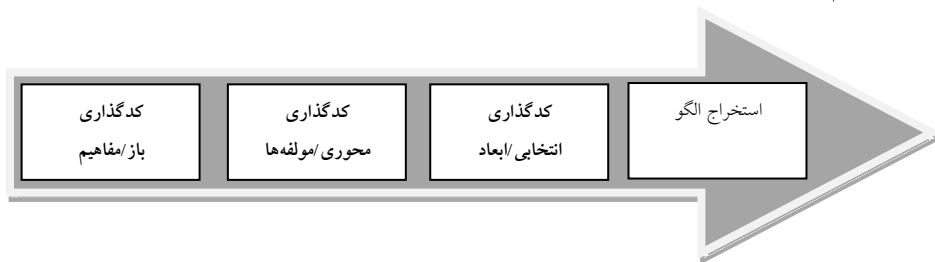 کدگذاری
باز/مفاهیم
کدگذاری
محوری/مولفه‌ها
کدگذاری
انتخابی/ابعاد
استخراج الگو